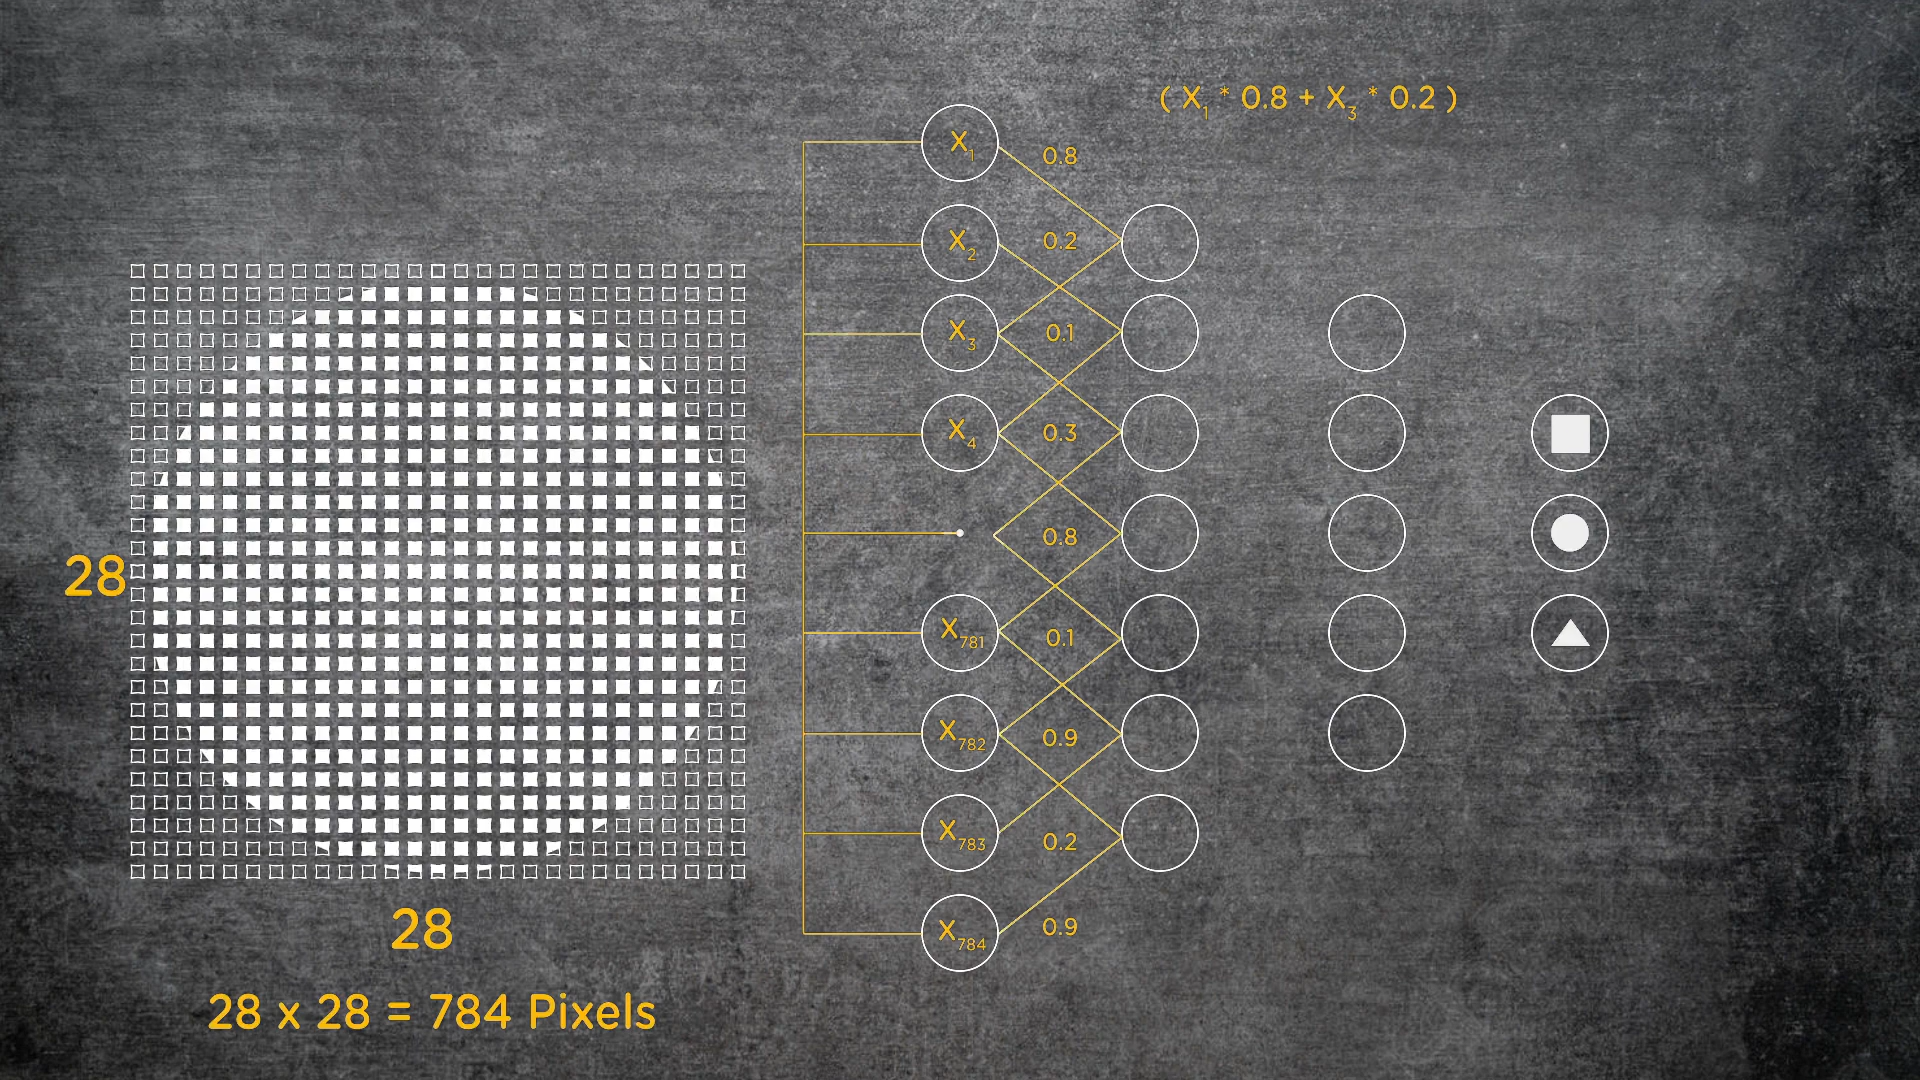 ( X1 * 0.8 + X3 * 0.2 )
X1
0.8
X2
0.2
X3
0.1
X4
0.3
0.8
28
X781
0.1
X782
0.9
X783
0.2
28
X784
0.9
28 x 28 = 784 Pixels